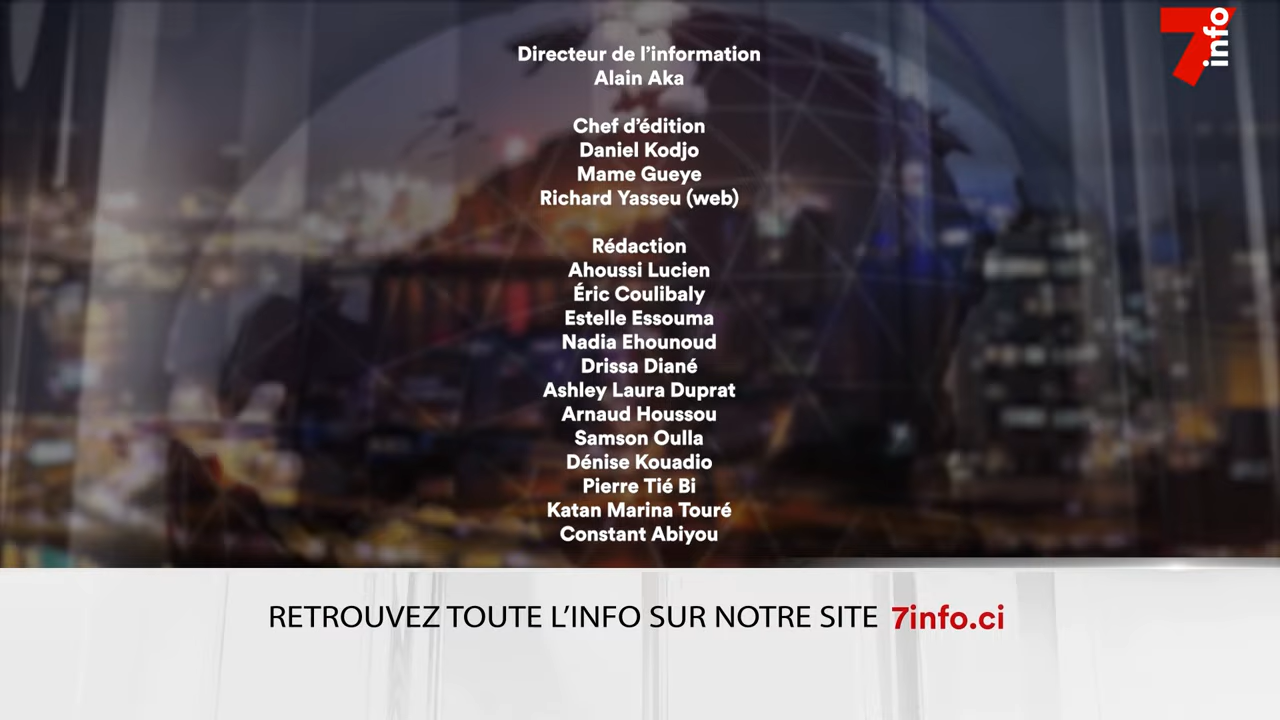 7info
Directeur de l'information
Alain Aka
Chef d'édition
Daniel Kodjo
Mame Gueye
Richard Yasseu (web)
Rédaction
Ahoussi Lucien
Éric Coulibaly
Estelle Essouma
Nadia Ehounoud
Drissa Diané
Ashley Laura Duprat
Arnaud Houssou
Samson Oulla
Dénise Kouadio
Pierre Tié Bi
Katan Marina Touré
Constant Abiyou
RETROUVEZ TOUTE L'INFO SUR NOTRE SITE 7info.ci